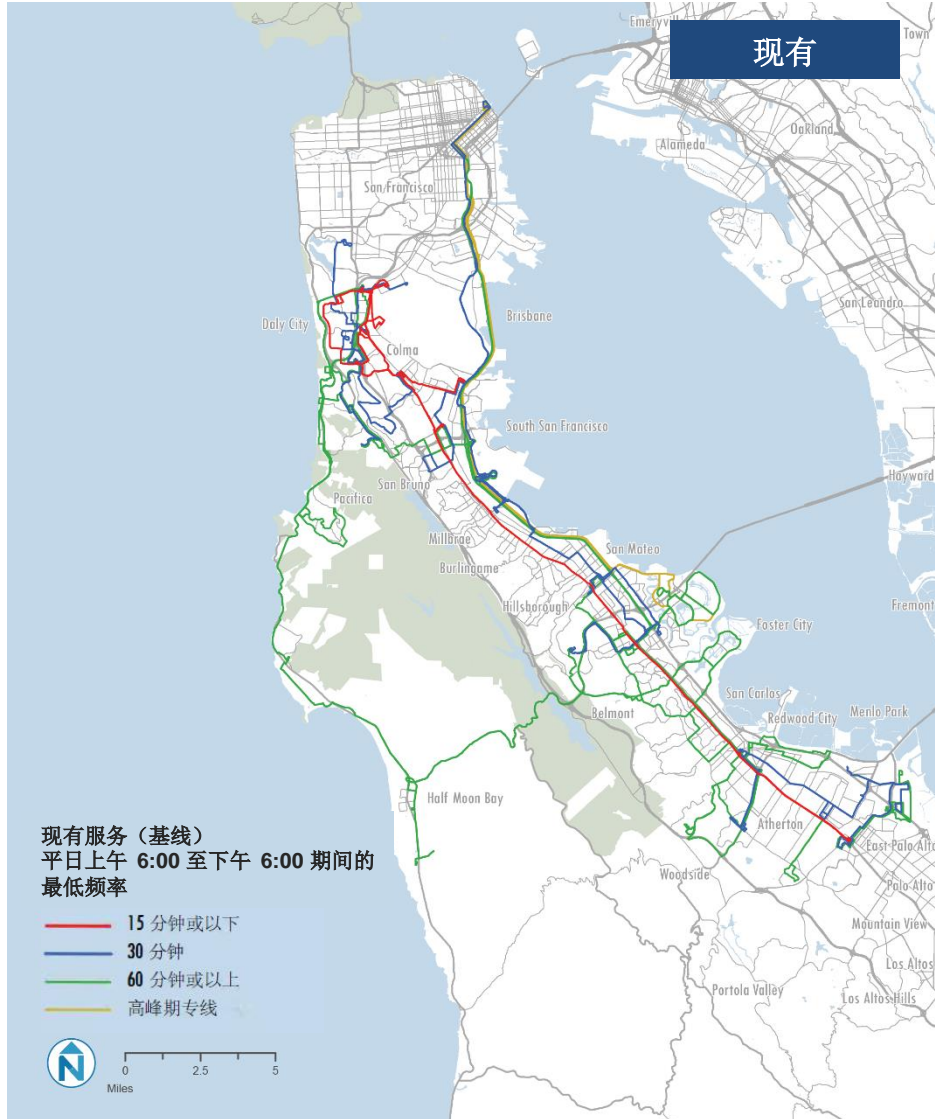 Emeryville
Town
现有
Oakland
Alameda
San Francisco
San Leandro
Brisbane
Daly City
Colma
South San Francisco
Hayward
San Bruno
Pacifica
Millbrae
San Mateo
Burlingame
Hillsborough
Fremont
Foster City
San Carlos
Belmont
Redwood City
Menlo Park
Half Moon Bay
Atherton
East Palo Alto
Woodside
Palo Alto
Mountain View
Los Altos
Portola Valley
Los Altos Hills
现有服务（基线）
平日上午 6:00 至下午 6:00 期间的
最低频率
15 分钟或以下
30 分钟
60 分钟或以上
高峰期专线
N
0 2.5 5
Miles